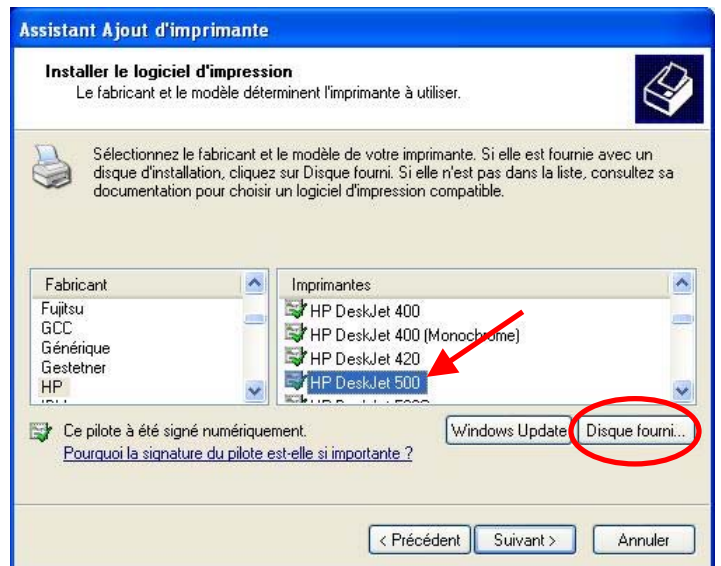 Assistant Ajout d'imprimante
Installer le logiciel d'impression
Le fabricant et le modèle déterminent l'imprimante à utiliser.
Sélectionnez le fabricant et le modèle de votre imprimante. Si elle est fournie avec un
disque d'installation, cliquez sur Disque fourni. Si elle n'est pas dans la liste, consultez sa
documentation pour choisir un logiciel d'impression compatible.
Fabricant
Fujitsu
GCC
Générique
Gestetner
HP
Imprimantes
HP DeskJet 400
HP DeskJet 400 (Monochrome)
HP DeskJet 420
HP DeskJet 500
Ce pilote à été signé numériquement.
Pourquoi la signature du pilote est-elle si importante ?
Windows Update
Disque fourni...
< Précédent
Suivant >
Annuler